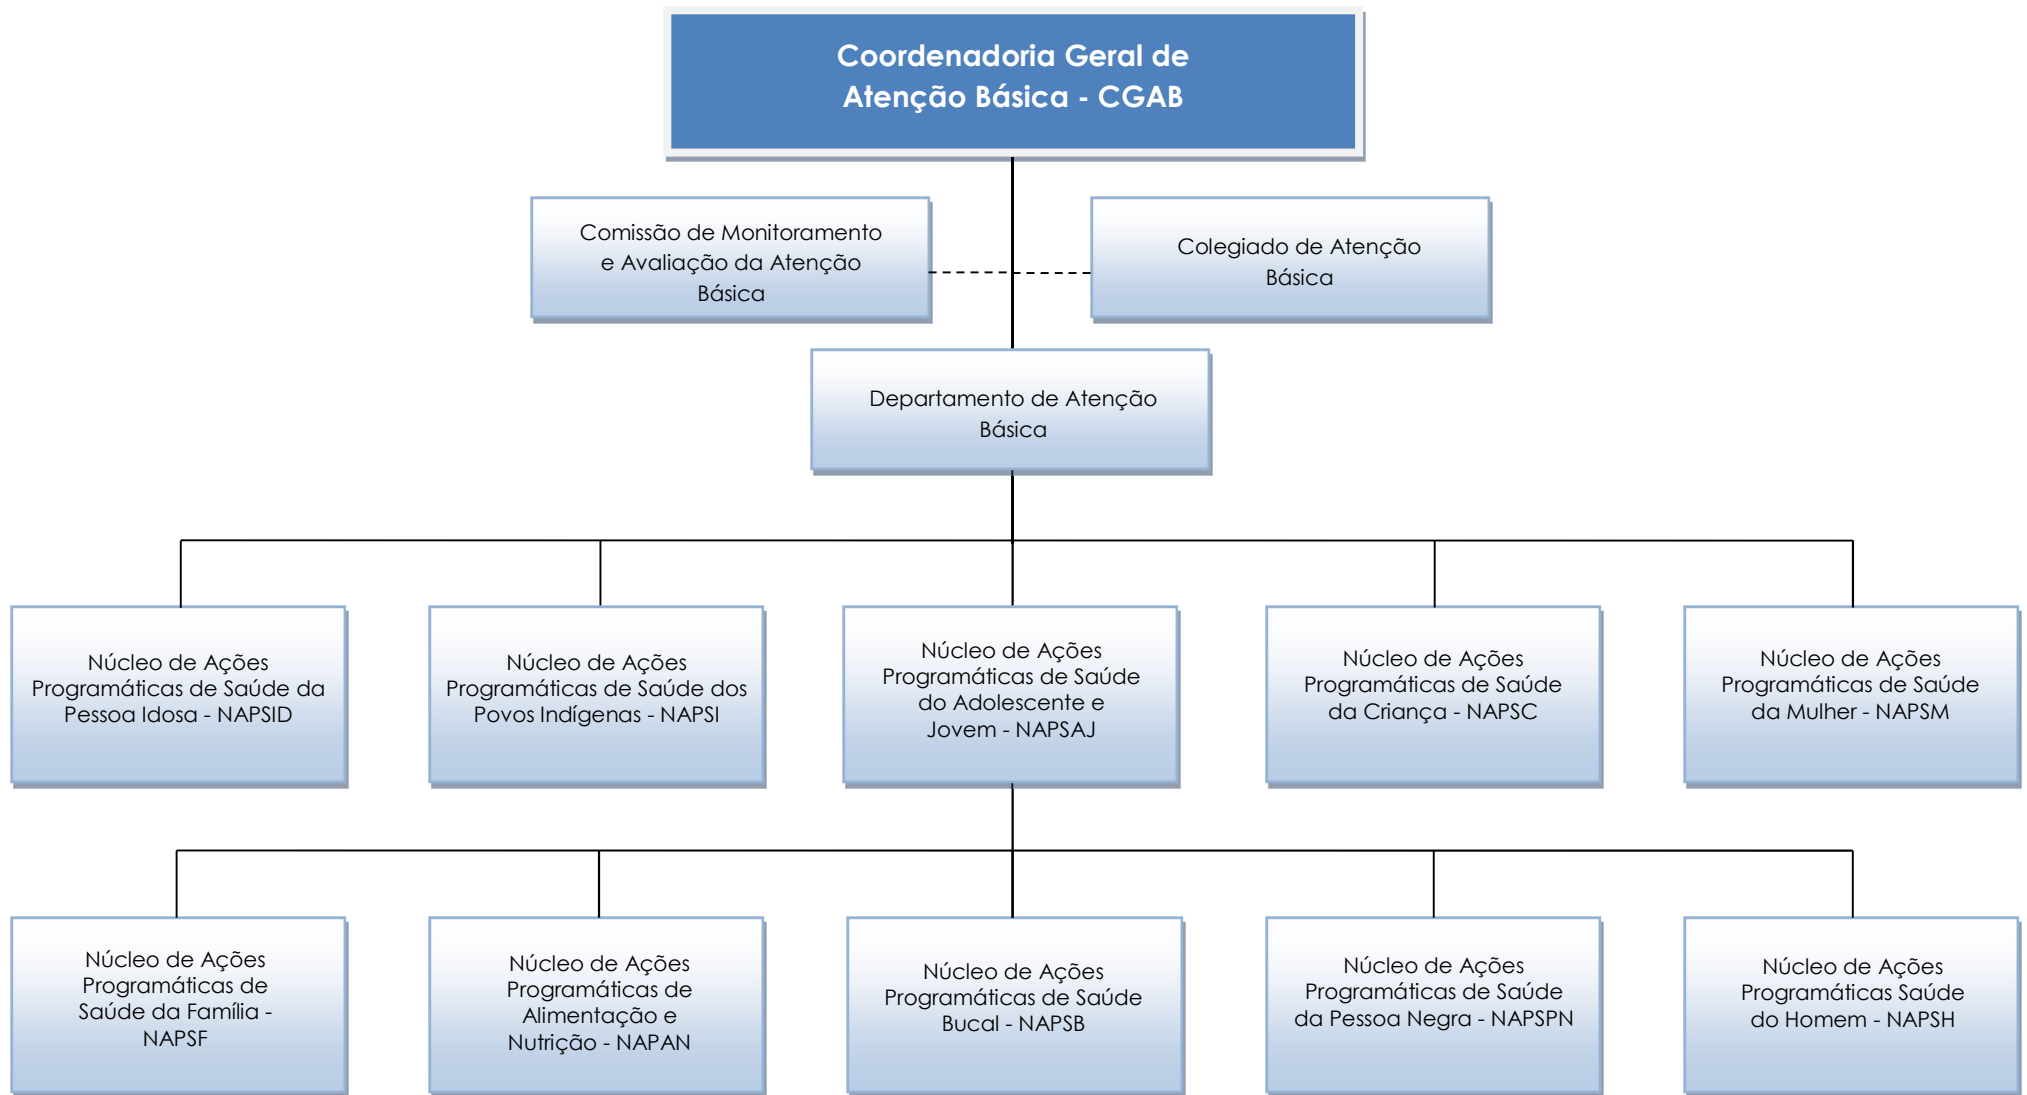 Coordenadoria Geral de
Atenção Básica - CGAB
Comissão de Monitoramento
e Avaliação da Atenção
Básica
Colegiado de Atenção
Básica
Departamento de Atenção
Básica
Núcleo de Ações
Programáticas de Saúde da
Pessoa Idosa - NAPSID
Núcleo de Ações
Programáticas de Saúde dos
Povos Indígenas - NAPSI
Núcleo de Ações
Programáticas de Saúde
do Adolescente e
Jovem - NAPSAJ
Núcleo de Ações
Programáticas de Saúde
da Criança - NAPSC
Núcleo de Ações
Programáticas de Saúde
da Mulher - NAPSM
Núcleo de Ações
Programáticas de
Saúde da Família -
NAPSF
Núcleo de Ações
Programáticas de
Alimentação e
Nutrição - NAPAN
Núcleo de Ações
Programáticas de Saúde
Bucal - NAPSB
Núcleo de Ações
Programáticas de Saúde
da Pessoa Negra - NAPSPN
Núcleo de Ações
Programáticas Saúde
do Homem - NAPSH